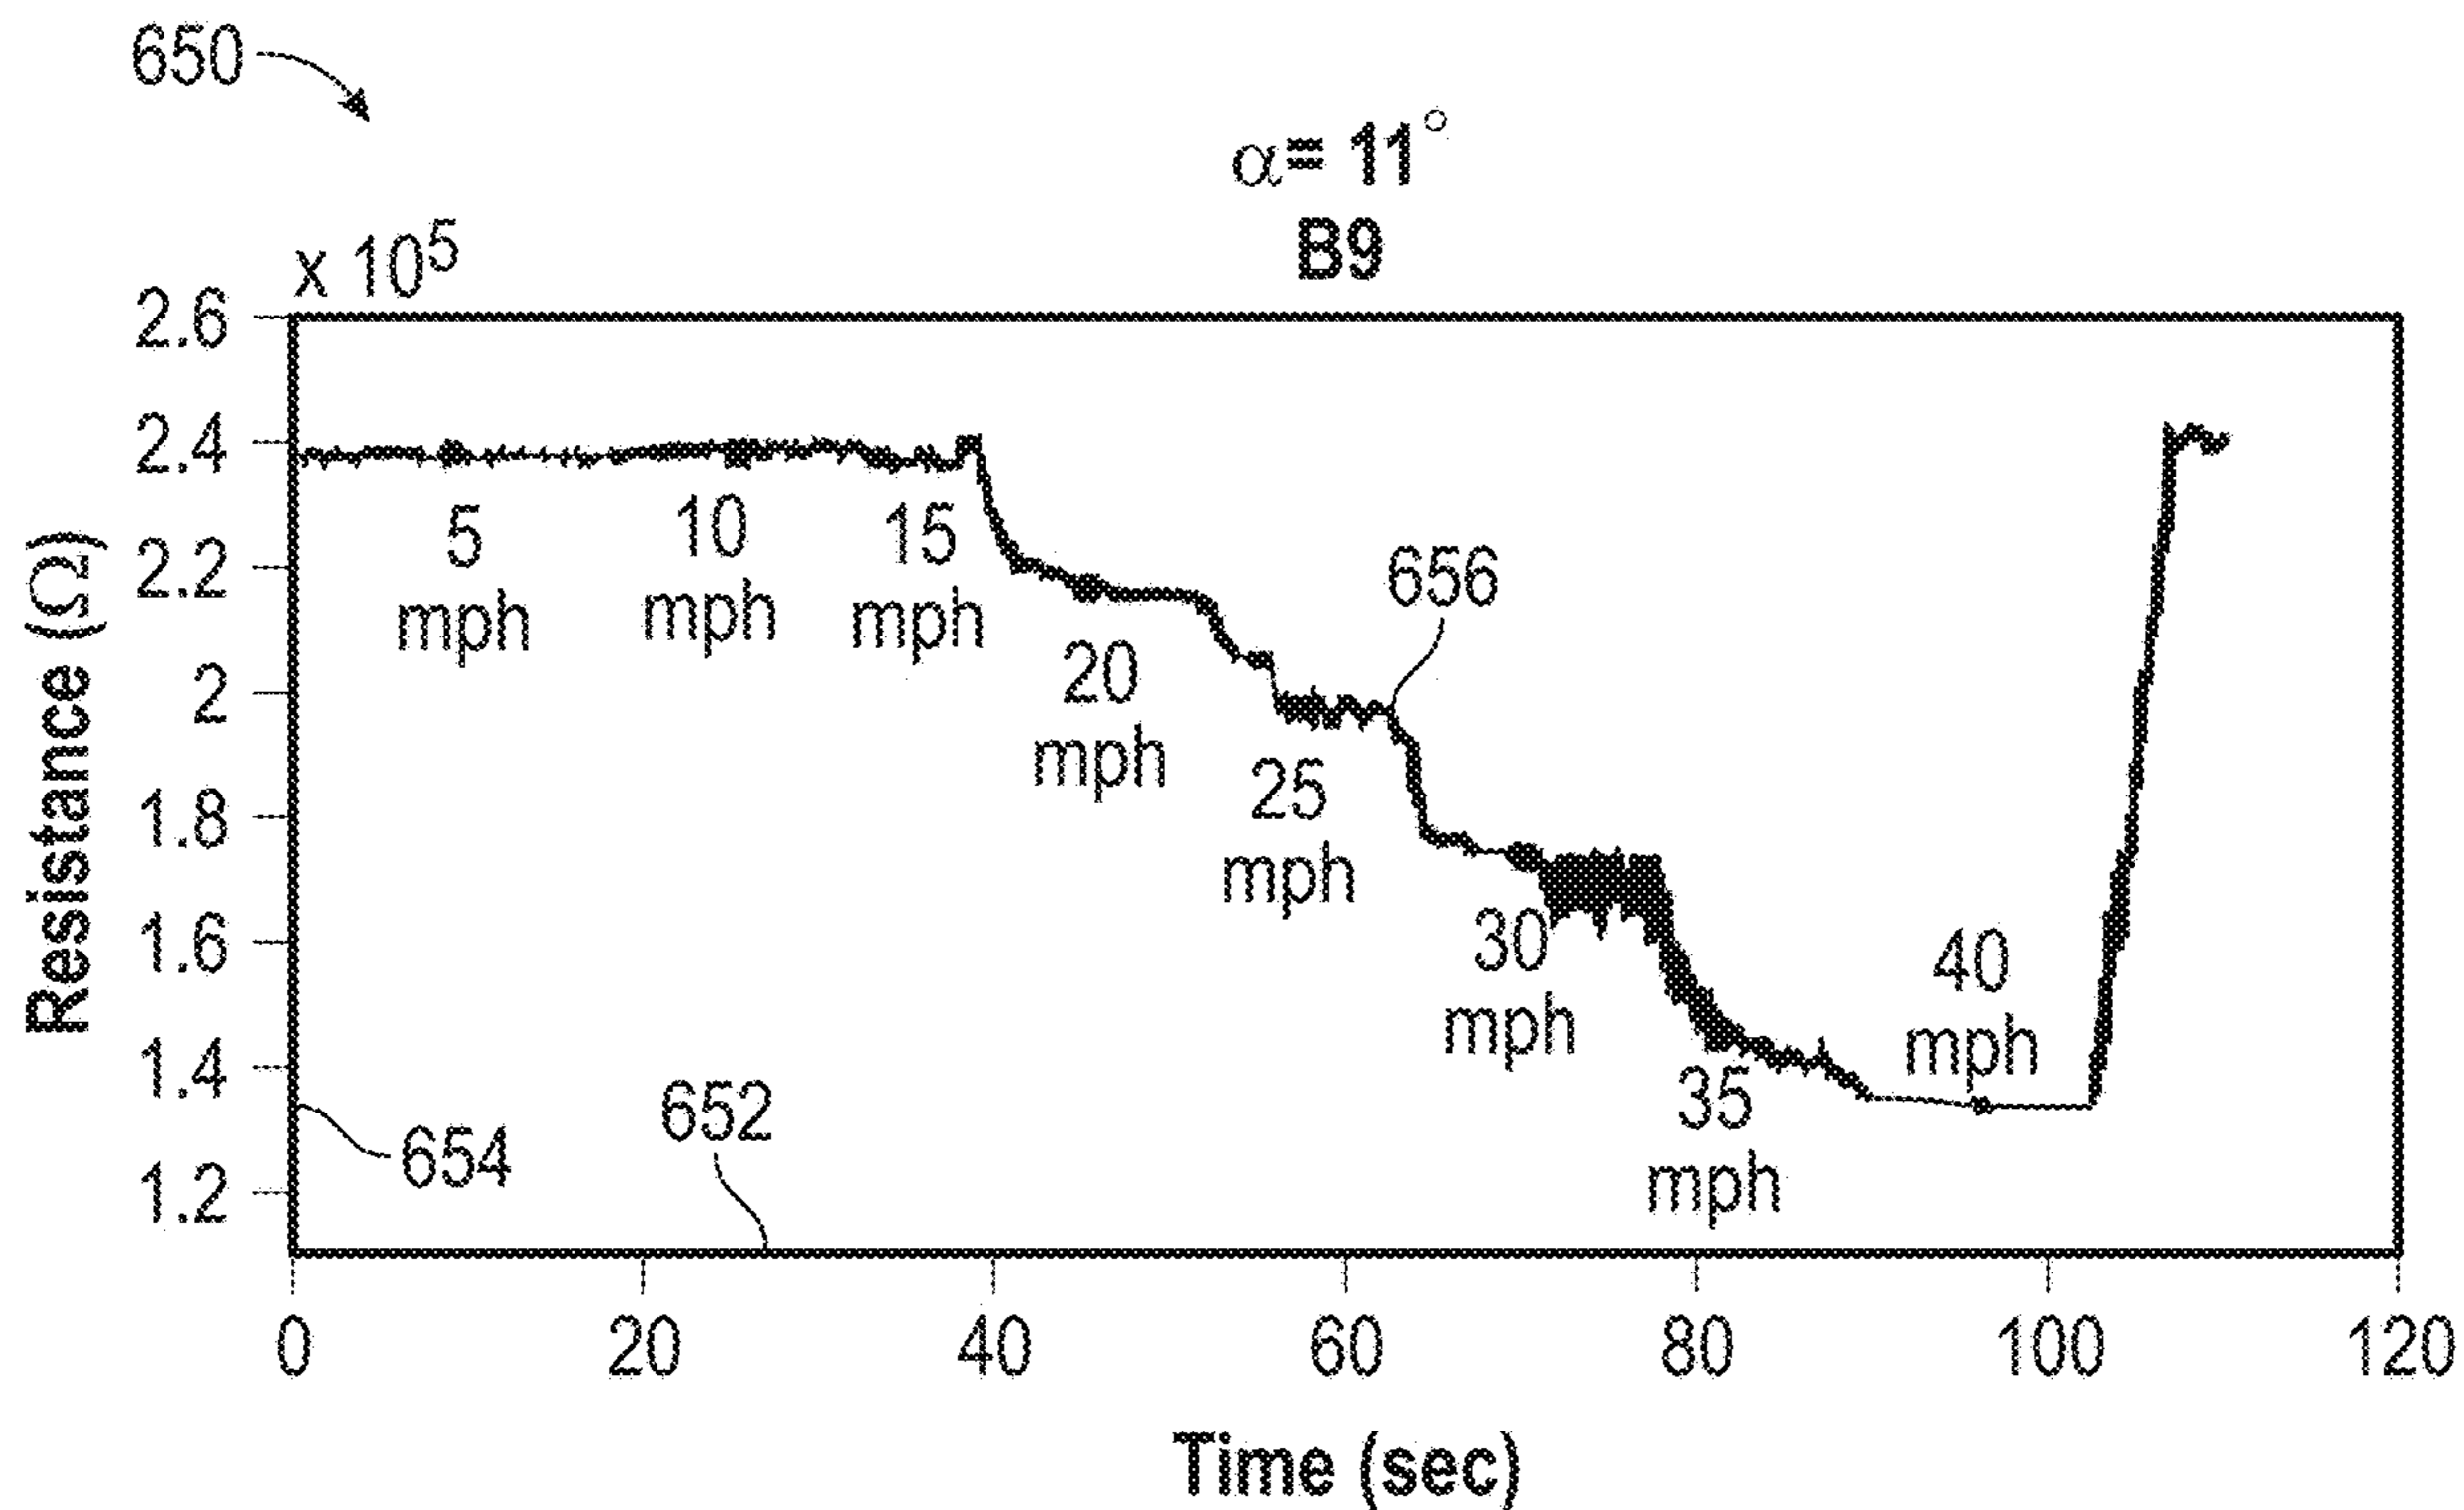 650
α= 11°
B9
x 10⁵
2.6
2.4
2.2
2
1.8
1.6
1.4
1.2
Resistance (Ω)
5
mph
10
mph
15
mph
20
mph
25
mph
30
mph
35
mph
40
mph
656
654
652
0 20 40 60 80 100 120
Time (sec)